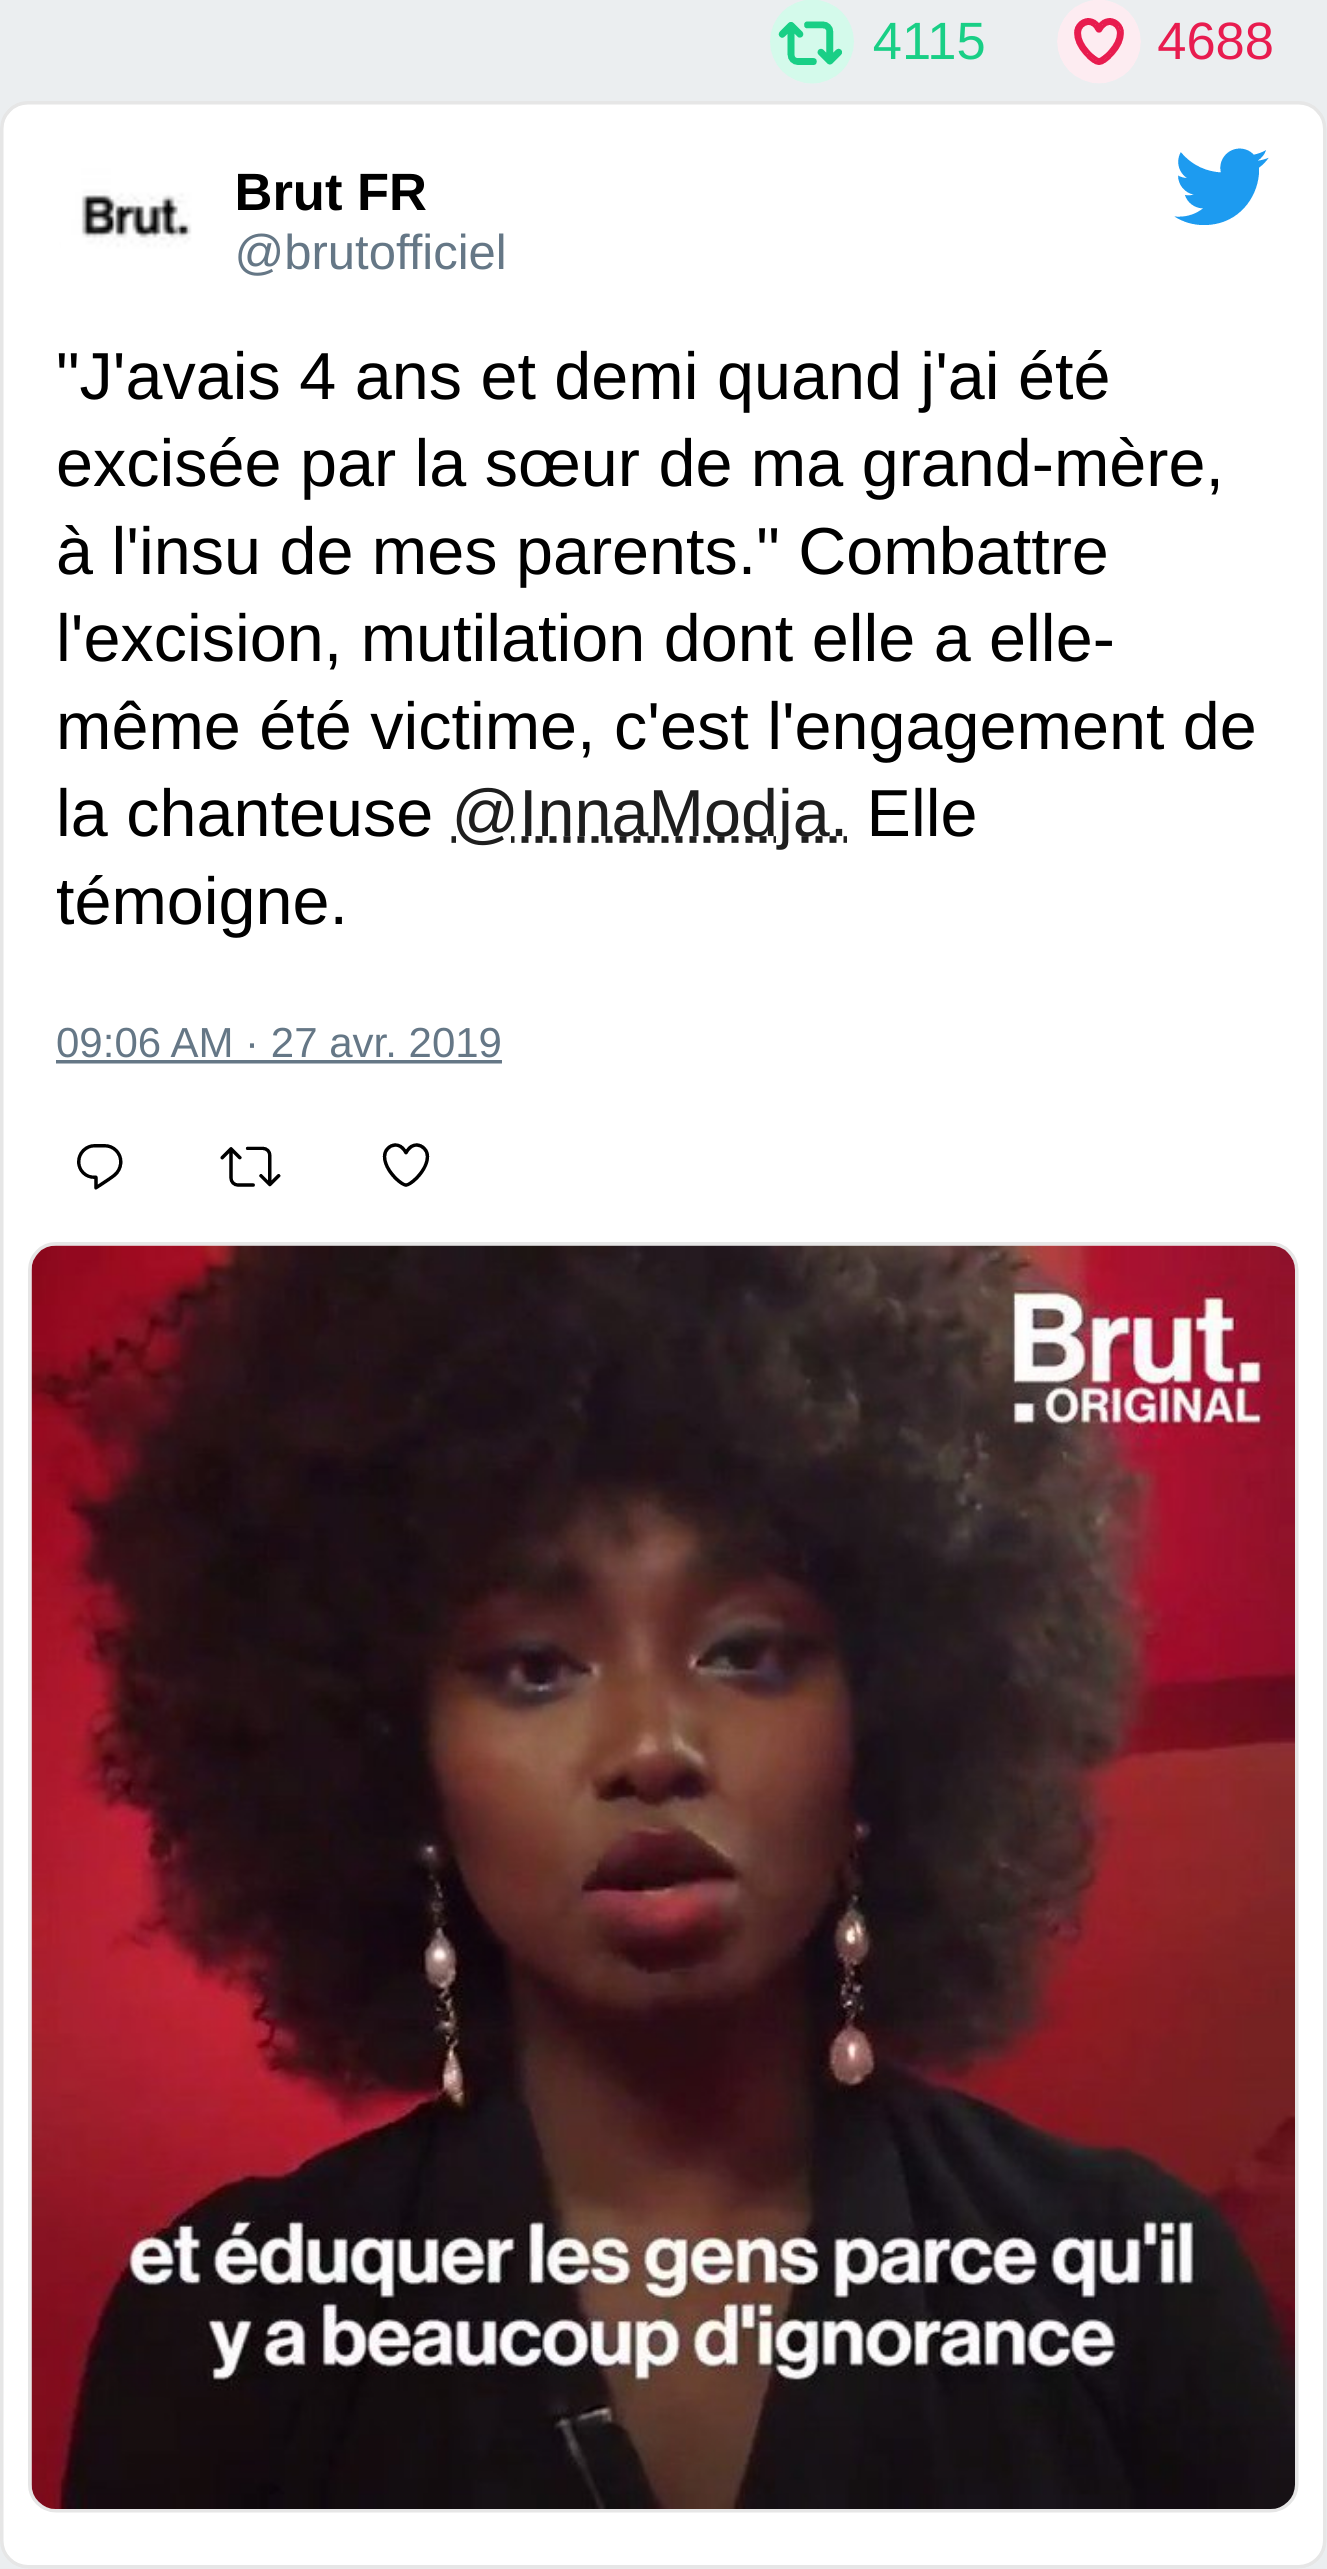 4115 4688
Brut.
Brut FR
@brutofficiel
"J'avais 4 ans et demi quand j'ai été
excisée par la sœur de ma grand-mère,
à l'insu de mes parents." Combattre
l'excision, mutilation dont elle a elle-
même été victime, c'est l'engagement de
la chanteuse @InnaModja. Elle
témoigne.
09:06 AM · 27 avr. 2019
Brut.
ORIGINAL
et éduquer les gens parce qu'il
y a beaucoup d'ignorance